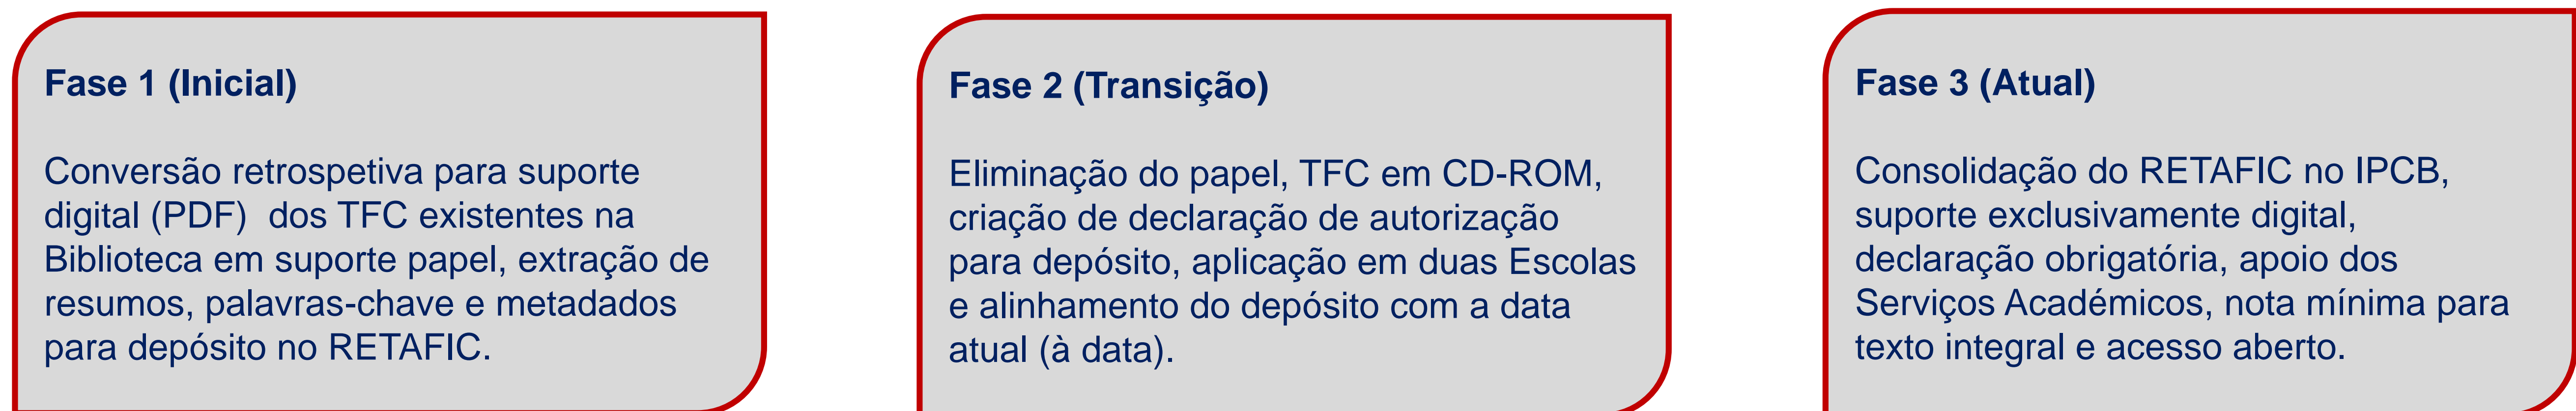 Fase 1 (Inicial)
Conversão retrospetiva para suporte
digital (PDF)  dos TFC existentes na
Biblioteca em suporte papel, extração de
resumos, palavras-chave e metadados
para depósito no RETAFIC.
Fase 2 (Transição)
Eliminação do papel, TFC em CD-ROM,
criação de declaração de autorização
para depósito, aplicação em duas Escolas
e alinhamento do depósito com a data
atual (à data).
Fase 3 (Atual)
Consolidação do RETAFIC no IPCB,
suporte exclusivamente digital,
declaração obrigatória, apoio dos
Serviços Académicos, nota mínima para
texto integral e acesso aberto.